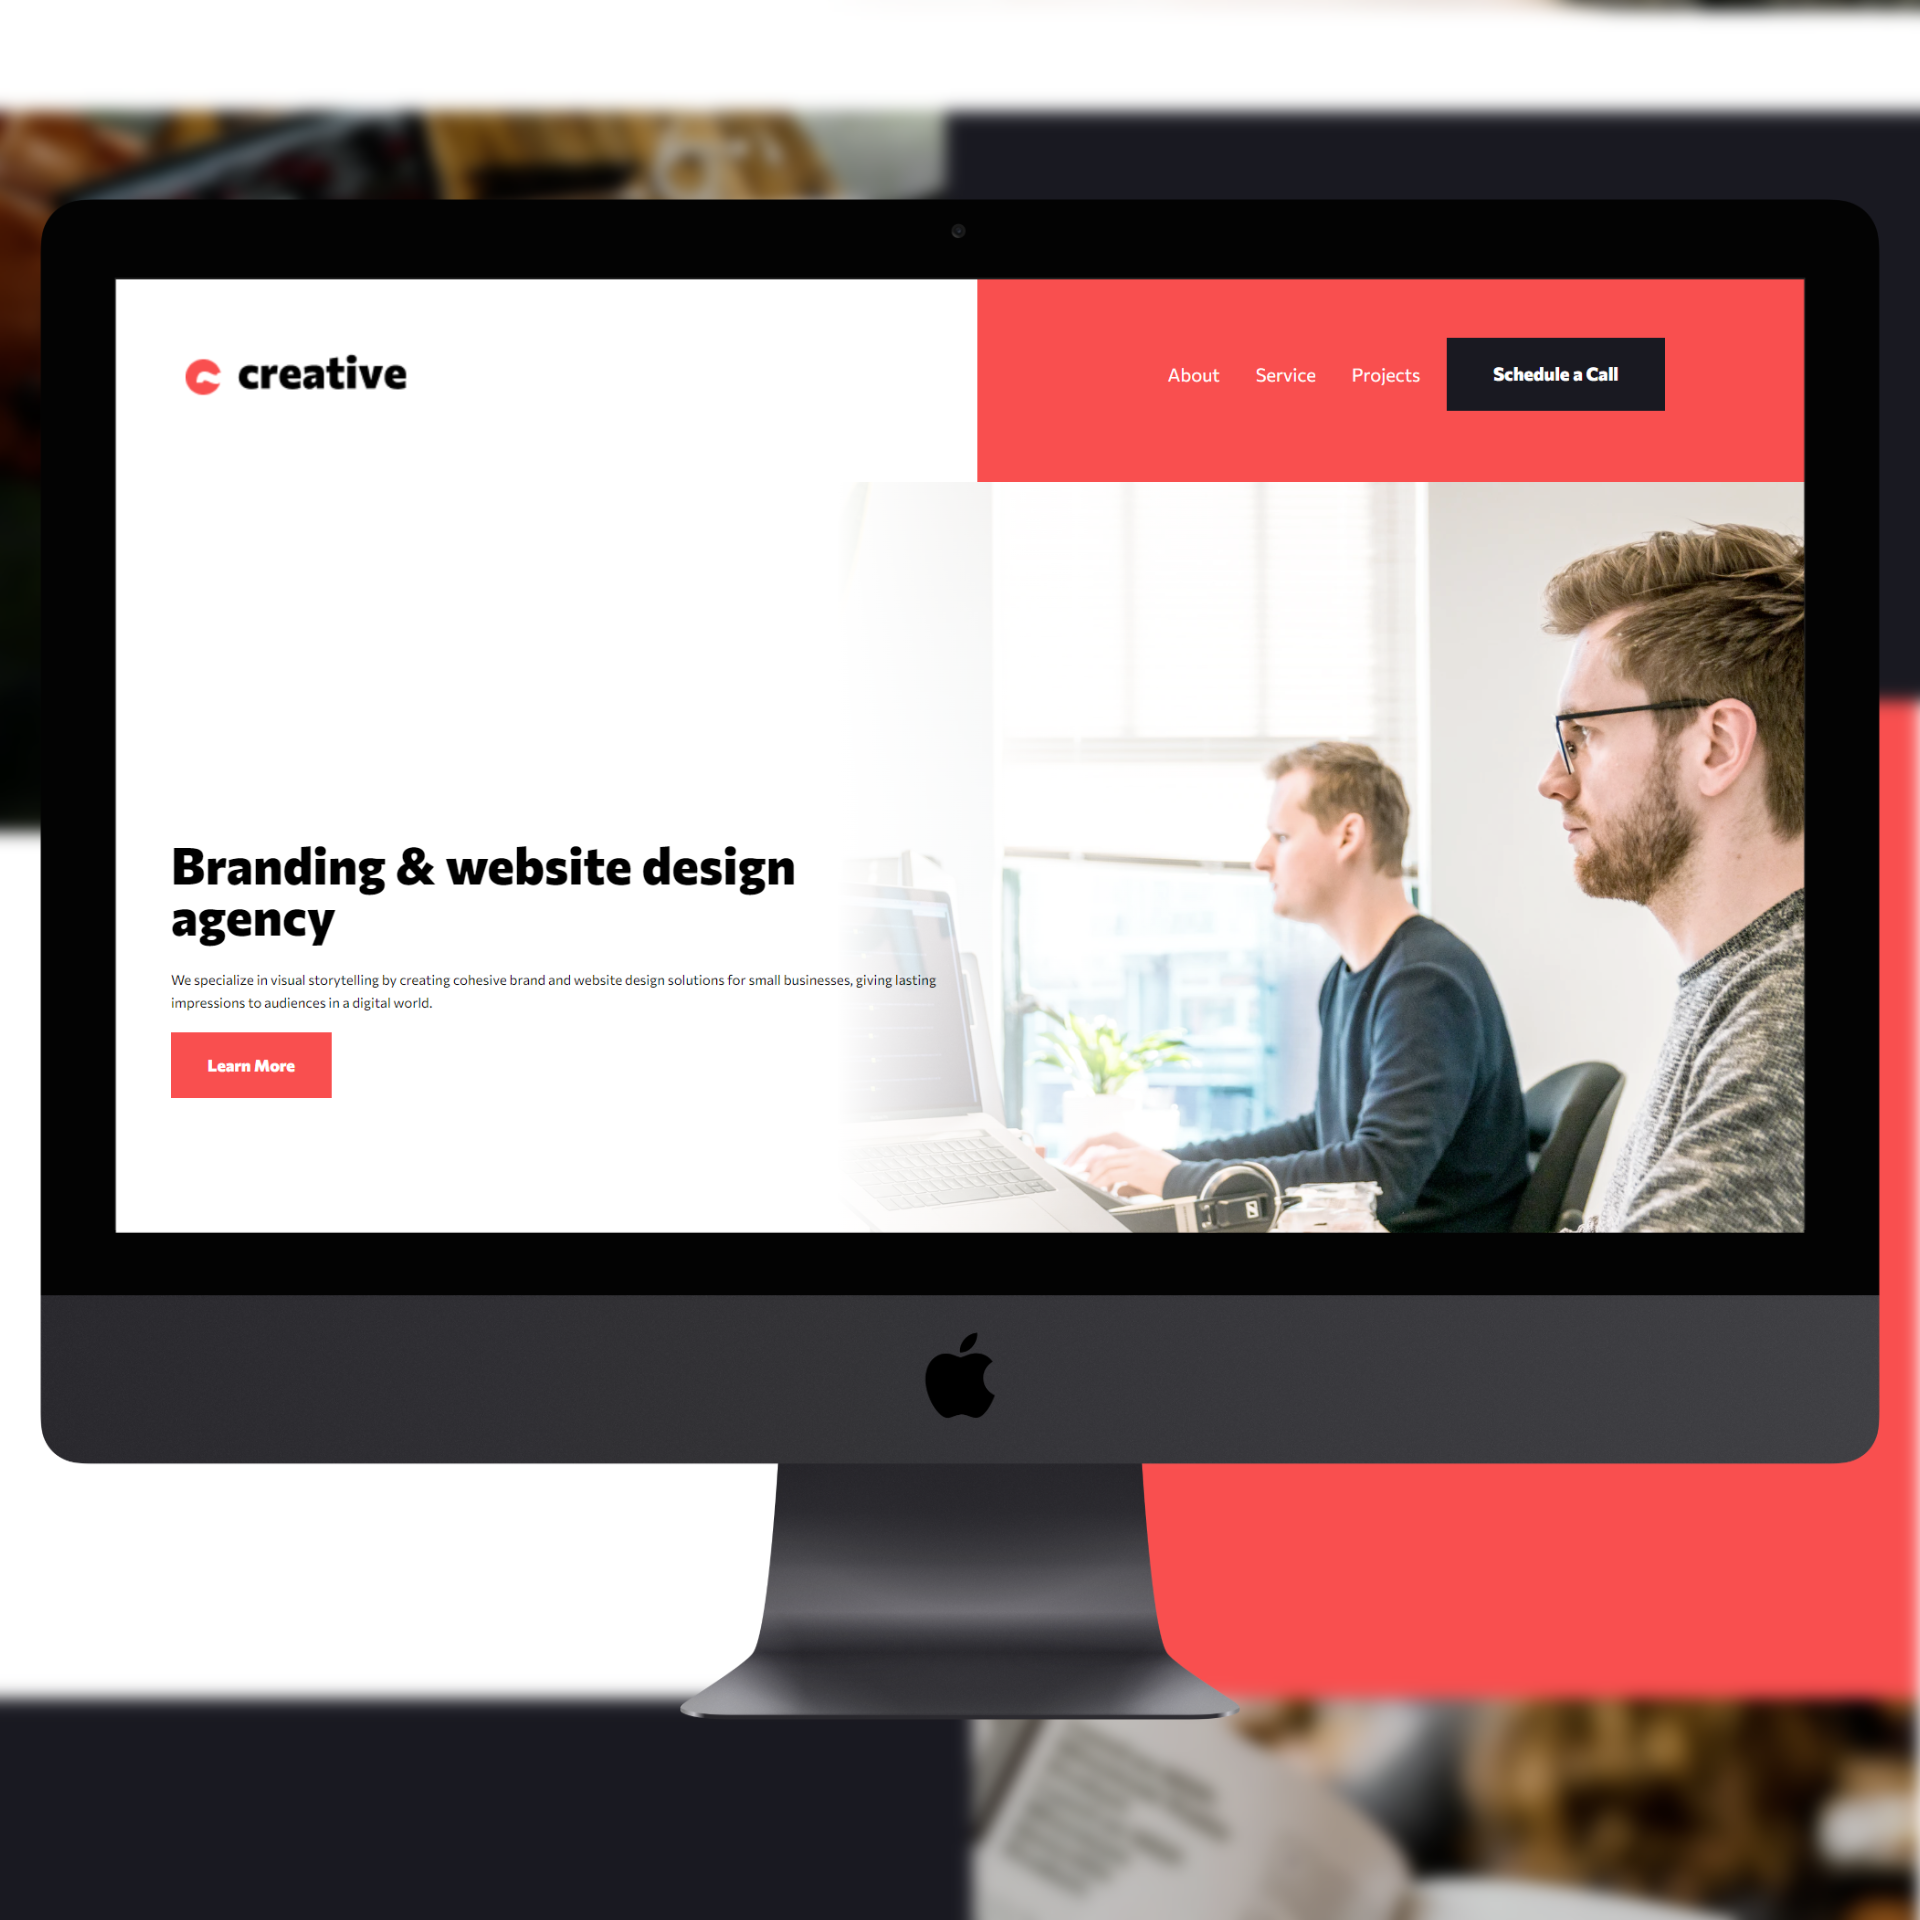 creative
About Service Projects Schedule a Call
Branding & website design
agency
We specialize in visual storytelling by creating cohesive brand and website design solutions for small businesses, giving lasting
impressions to audiences in a digital world.
Learn More